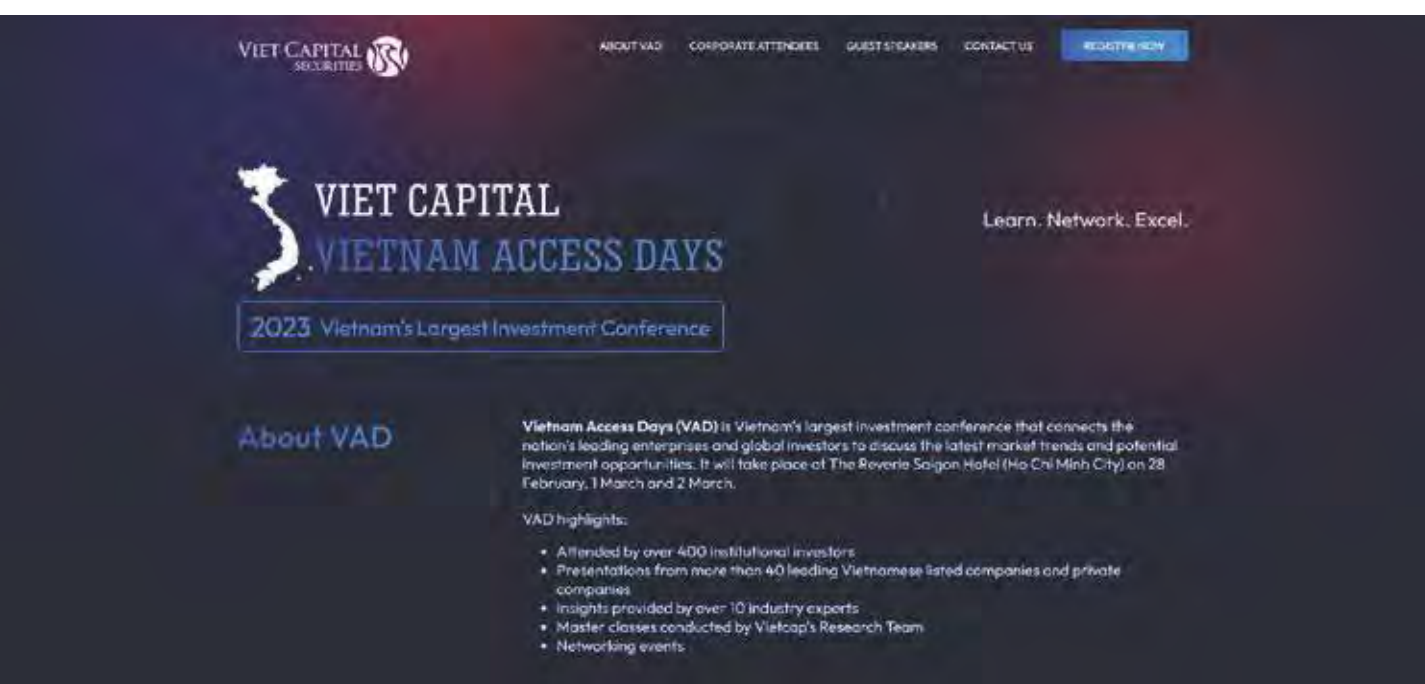 VIET CAPITAL
SECURITIES
ABOUT VAD CORPORATE ATTENDEES GUEST SPEAKERS CONTACT US REGISTER NOW
VIET CAPITAL
VIETNAM ACCESS DAYS
Learn. Network. Excel.
2023 Vietnam's Largest Investment Conference
About VAD
Vietnam Access Days (VAD) is Vietnam's largest investment conference that connects the
nation's leading enterprises and global investors to discuss the latest market trends and potential
investment opportunities. It will take place at The Reverie Saigon Hotel (Ho Chi Minh City) on 28
February, 1 March and 2 March.
VAD highlights:
• Attended by over 400 institutional investors
• Presentations from more than 40 leading Vietnamese listed companies and private
companies
• Insights provided by over 10 industry experts
• Master classes conducted by Vietcap's Research Team
• Networking events